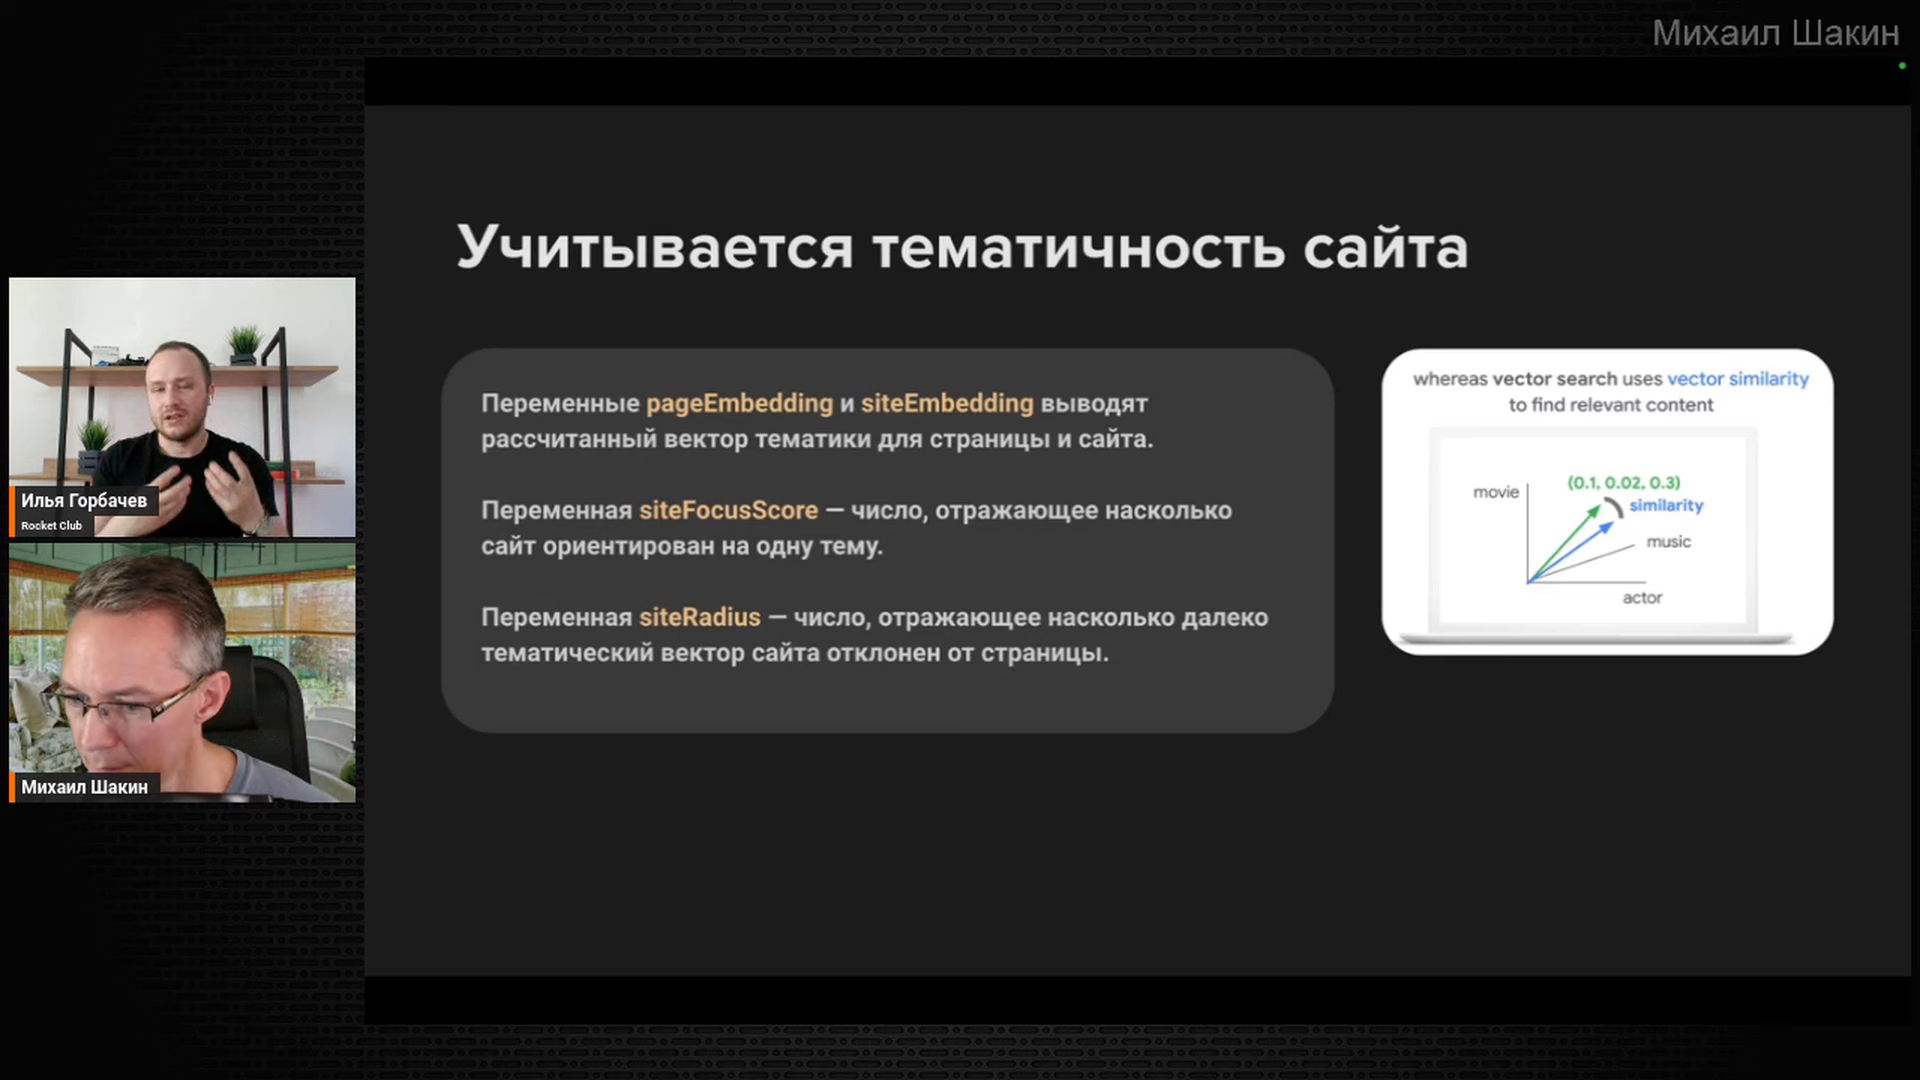 Михаил Шакин
Учитывается тематичность сайта
Переменные pageEmbedding и siteEmbedding выводят
рассчитанный вектор тематики для страницы и сайта.
Переменная siteFocusScore — число, отражающее насколько
сайт ориентирован на одну тему.
Переменная siteRadius — число, отражающее насколько далеко
тематический вектор сайта отклонен от страницы.
whereas vector search uses vector similarity
to find relevant content
(0.1, 0.02, 0.3)
movie
similarity
music
actor
Илья Горбачев
Rocket Club
Михаил Шакин